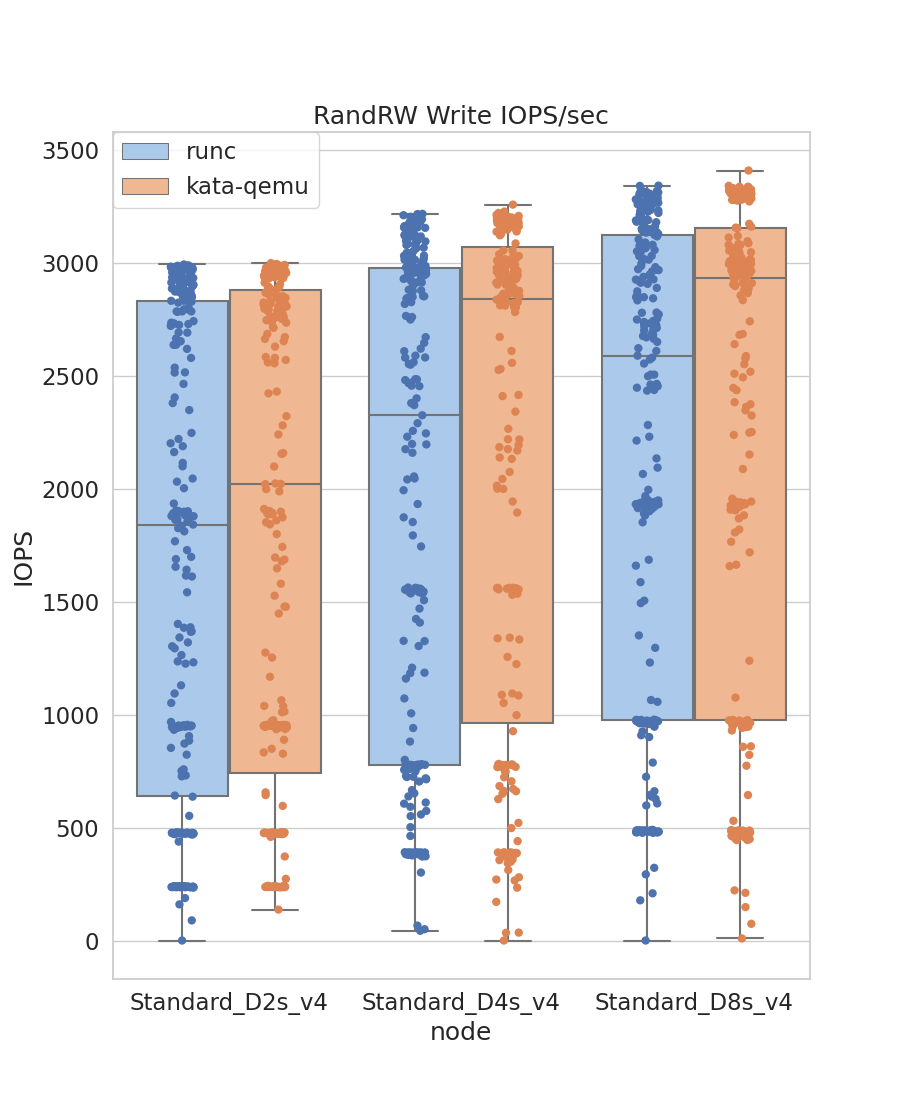 RandRW Write IOPS/sec
runc
kata-qemu
3500
3000
2500
2000
1500
1000
500
0
IOPS
Standard_D2s_v4 Standard_D4s_v4 Standard_D8s_v4
node